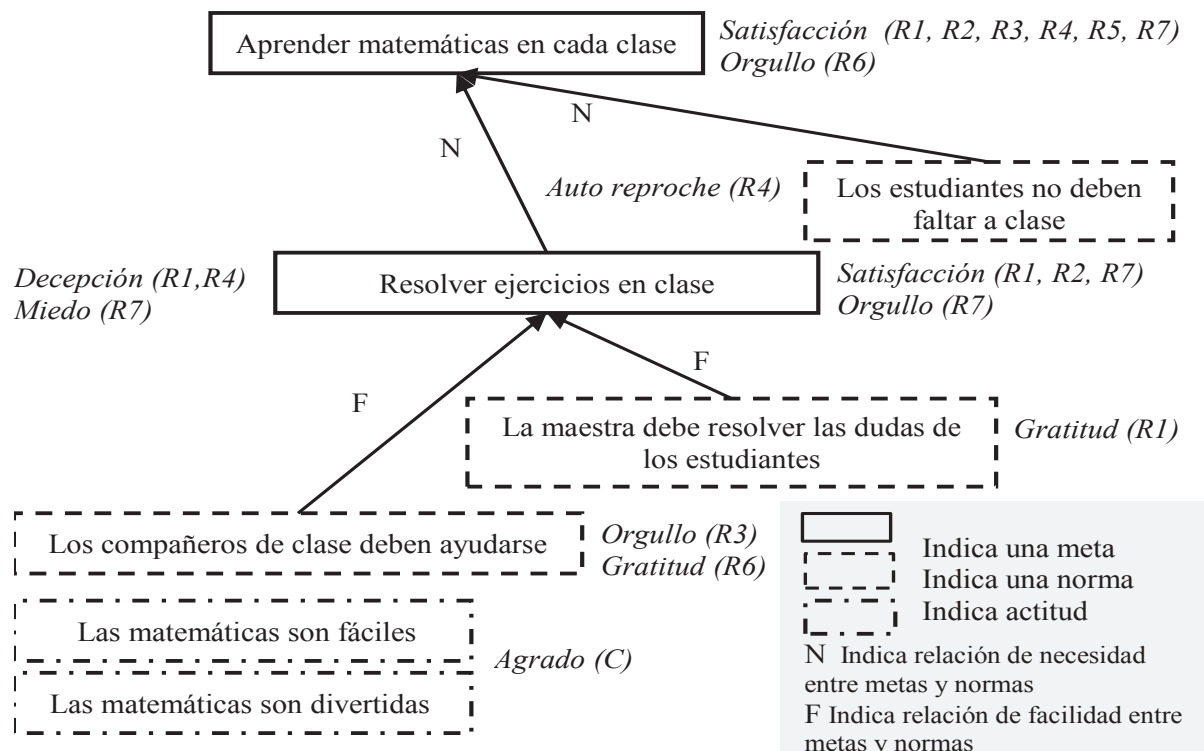 Aprender matemáticas en cada clase
Satisfacción (R1, R2, R3, R4, R5, R7)
Orgullo (R6)
N
N
Auto reproche (R4)
Los estudiantes no deben
faltar a clase
Decepción (R1,R4)
Miedo (R7)
Resolver ejercicios en clase
Satisfacción (R1, R2, R7)
Orgullo (R7)
F
F
La maestra debe resolver las dudas de
los estudiantes
Gratitud (R1)
Los compañeros de clase deben ayudarse
Orgullo (R3)
Gratitud (R6)
Las matemáticas son fáciles
Las matemáticas son divertidas
Agrado (C)
Indica una meta
Indica una norma
Indica actitud
N Indica relación de necesidad
entre metas y normas
F Indica relación de facilidad entre
metas y normas